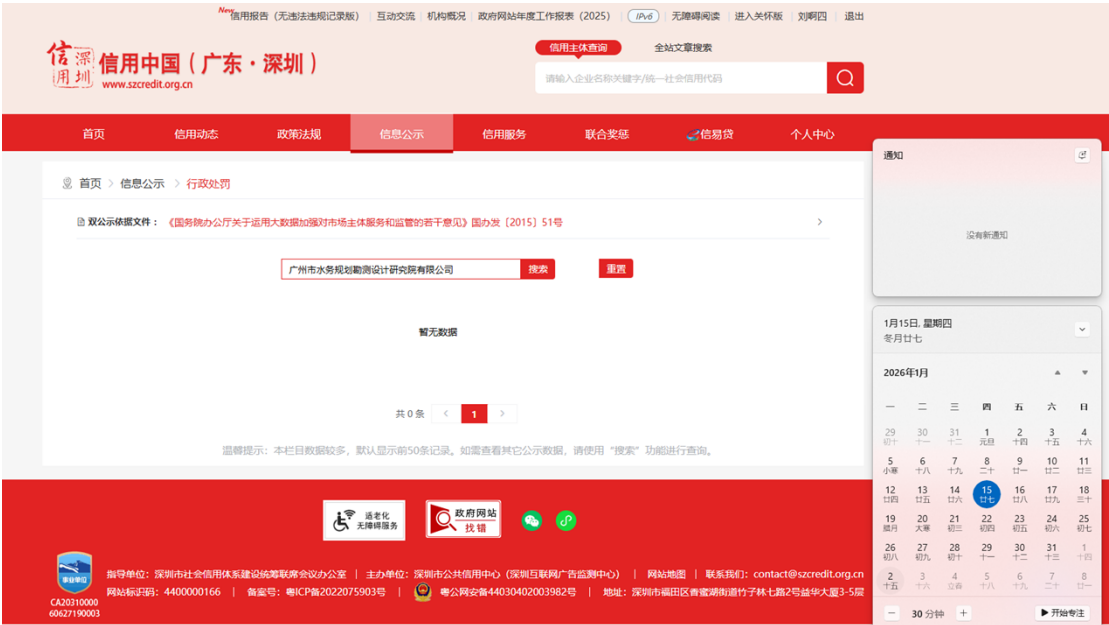 New信用报告（无违法违规记录版） 互动交流 机构概况 政府网站年度工作报表（2025） IPv6 无障碍阅读 进入关怀版 刘啊四 退出
信用 深圳 信用中国（广东·深圳）
www.szcredit.org.cn
信用主体查询 全站文章搜索
请输入企业名称关键字/统一社会信用代码
首页 信用动态 政策法规 信息公示 信用服务 联合奖惩 信易贷 个人中心
首页 > 信息公示 > 行政处罚
双公示依据文件： 《国务院办公厅关于运用大数据加强对市场主体服务和监管的若干意见》国办发〔2015〕51号
广州市水务规划勘测设计研究院有限公司 搜索 重置
暂无数据
共 0 条 < 1 >
温馨提示：本栏目数据较多，默认显示前50条记录。如需查看其它公示数据，请使用“搜索”功能进行查询。
适老化
无障碍服务
政府网站
找错
事业单位
CA20310000
60627190003
指导单位：深圳市社会信用体系建设统筹联席会议办公室 | 主办单位：深圳市公共信用中心（深圳互联网广告监测中心） | 网站地图 | 联系我们：contact@szcredit.org.cn
网站标识码：4400000166 | 备案号：粤ICP备2022075903号 | 粤公网安备44030402003982号 | 地址：深圳市福田区香蜜湖街道竹子林七路2号益华大厦3-5层
通知
没有新通知
1月15日, 星期四
冬月廿七
2026年1月
一 二 三 四 五 六 日
29 30 31 1 2 3 4
初十 十一 十二 元旦 十四 十五 十六
5 6 7 8 9 10 11
小寒 十八 十九 二十 廿一 廿二 廿三
12 13 14 15 16 17 18
廿四 廿五 廿六 廿七 廿八 廿九 三十
19 20 21 22 23 24 25
腊月 大寒 初三 初四 初五 初六 初七
26 27 28 29 30 31 1
初八 初九 初十 十一 十二 十三 十四
2 3 4 5 6 7 8
十五 十六 立春 十八 十九 二十 廿一
30 分钟
开始专注